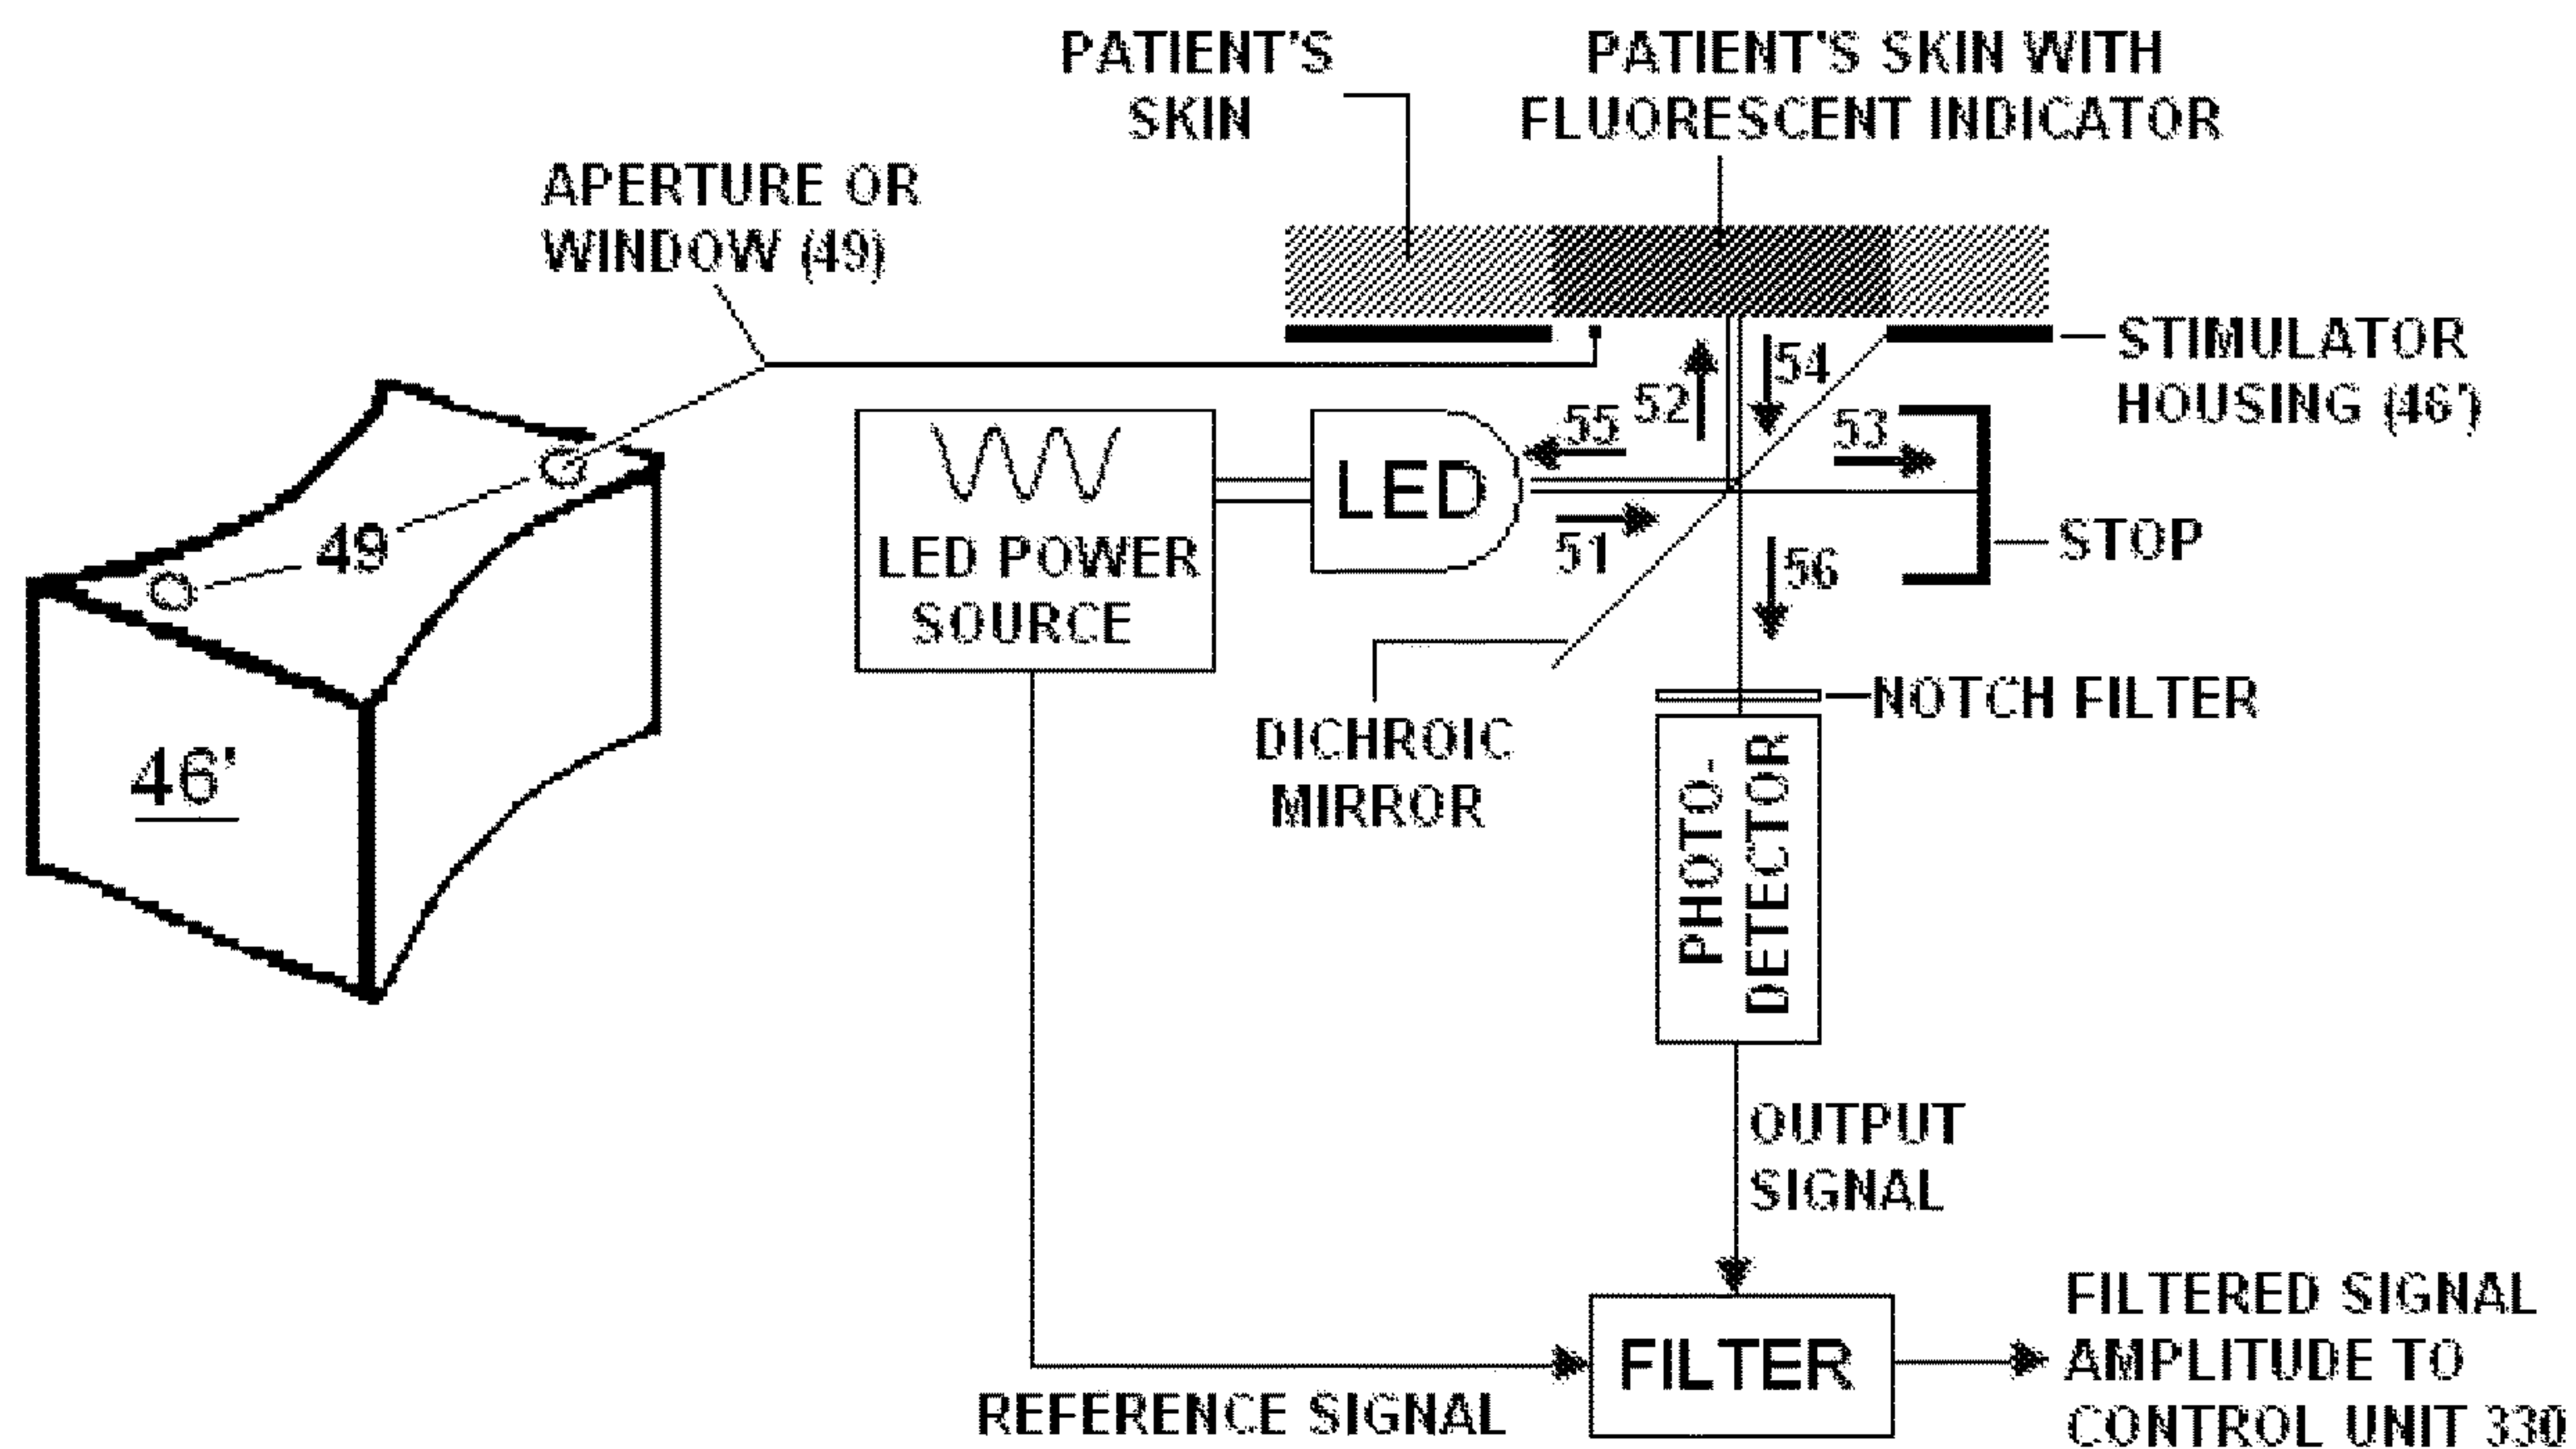 PATIENT'S
SKIN
PATIENT'S SKIN WITH
FLUORESCENT INDICATOR
APERTURE OR
WINDOW (49)
STIMULATOR
HOUSING (46')
54
52
55
53
LED
51
56
STOP
LED POWER
SOURCE
49
46'
NOTCH FILTER
DICHROIC
MIRROR
PHOTO-
DETECTOR
OUTPUT
SIGNAL
FILTER
REFERENCE SIGNAL
FILTERED SIGNAL
AMPLITUDE TO
CONTROL UNIT 330